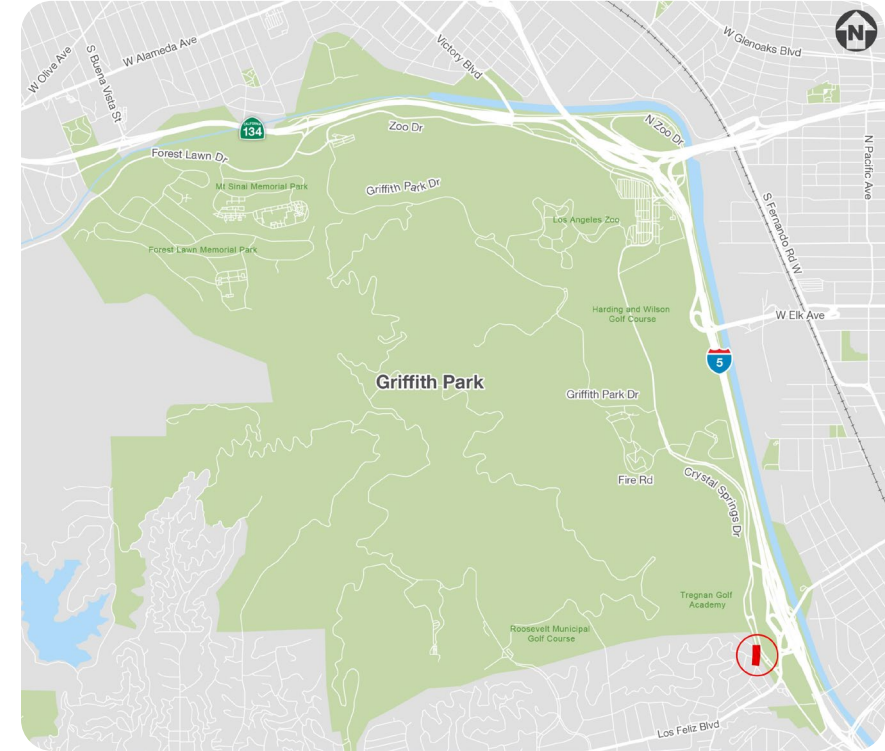 N
W Olive Ave
S Buena Vista St
W Alameda Ave
Victory Blvd
W Glenoaks Blvd
CALIFORNIA
134
Zoo Dr
N Zoo Dr
N Pacific Ave
Forest Lawn Dr
Mt Sinai Memorial Park
Griffith Park Dr
Los Angeles Zoo
S Fernando Rd W
Forest Lawn Memorial Park
Harding and Wilson
Golf Course
W Elk Ave
5
Griffith Park
Griffith Park Dr
Fire Rd
Crystal Springs Dr
Tregnan Golf
Academy
Roosevelt Municipal
Golf Course
Los Feliz Blvd